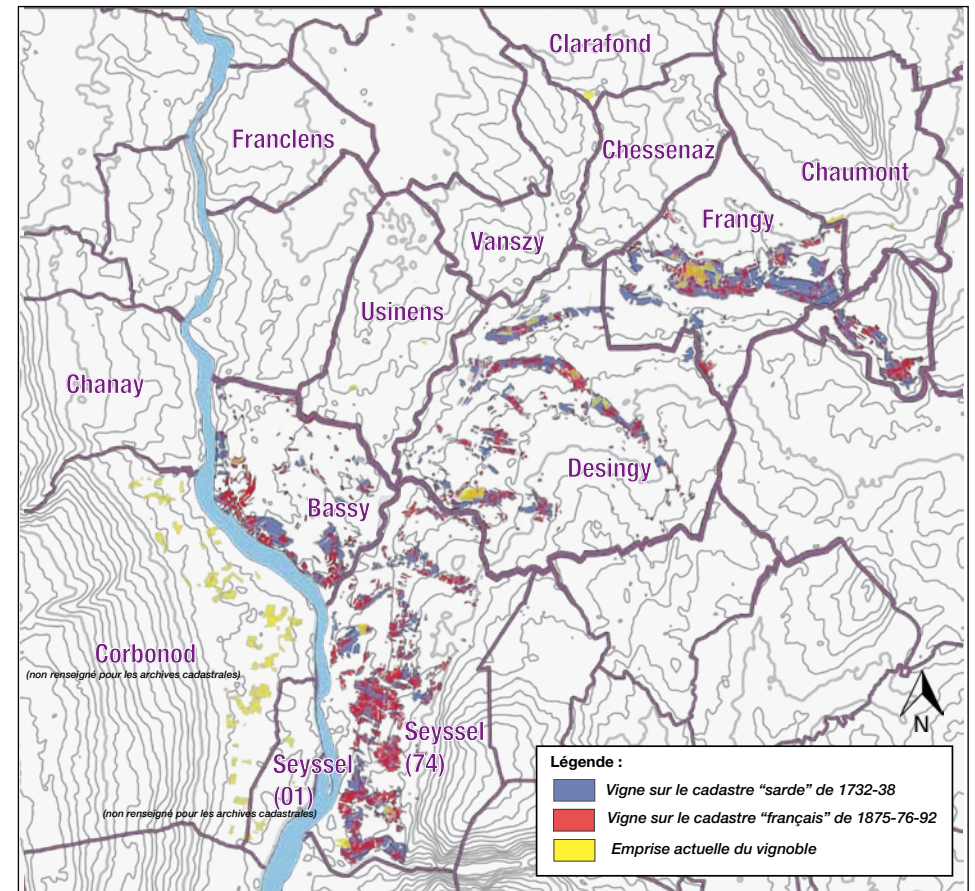 Clarafond
Franclens
Chessenaz
Chaumont
Frangy
Vanszy
Usinens
Chanay
Desingy
Bassy
Corbonod
(non renseigné pour les archives cadastrales)
Seyssel
(74)
Seyssel
(01)
(non renseigné pour les archives cadastrales)
N
Légende :
Vigne sur le cadastre “sarde” de 1732-38
Vigne sur le cadastre “français” de 1875-76-92
Emprise actuelle du vignoble